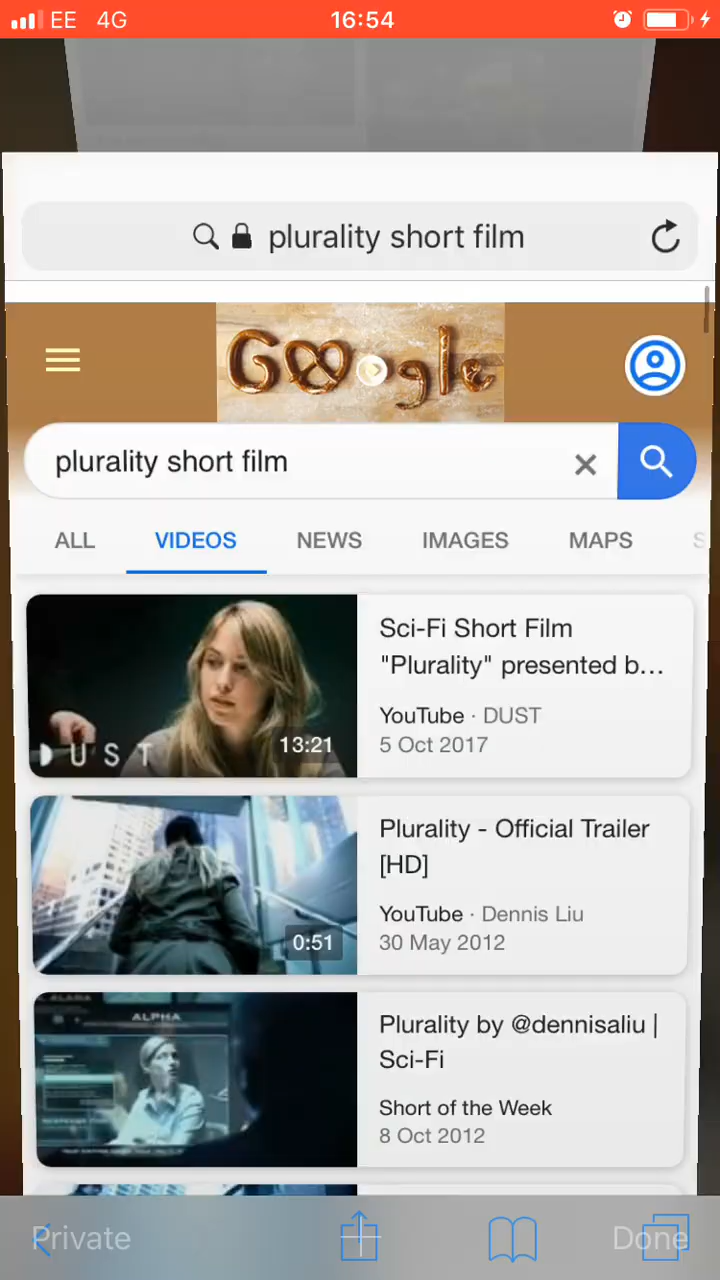 EE 4G 16:54
plurality short film
Google
plurality short film
ALL VIDEOS NEWS IMAGES MAPS S
Sci-Fi Short Film
"Plurality" presented b...
YouTube · DUST
5 Oct 2017
DUST
13:21
Plurality - Official Trailer
[HD]
YouTube · Dennis Liu
30 May 2012
0:51
ALPHA
Plurality by @dennisaliu |
Sci-Fi
Short of the Week
8 Oct 2012
Private Done